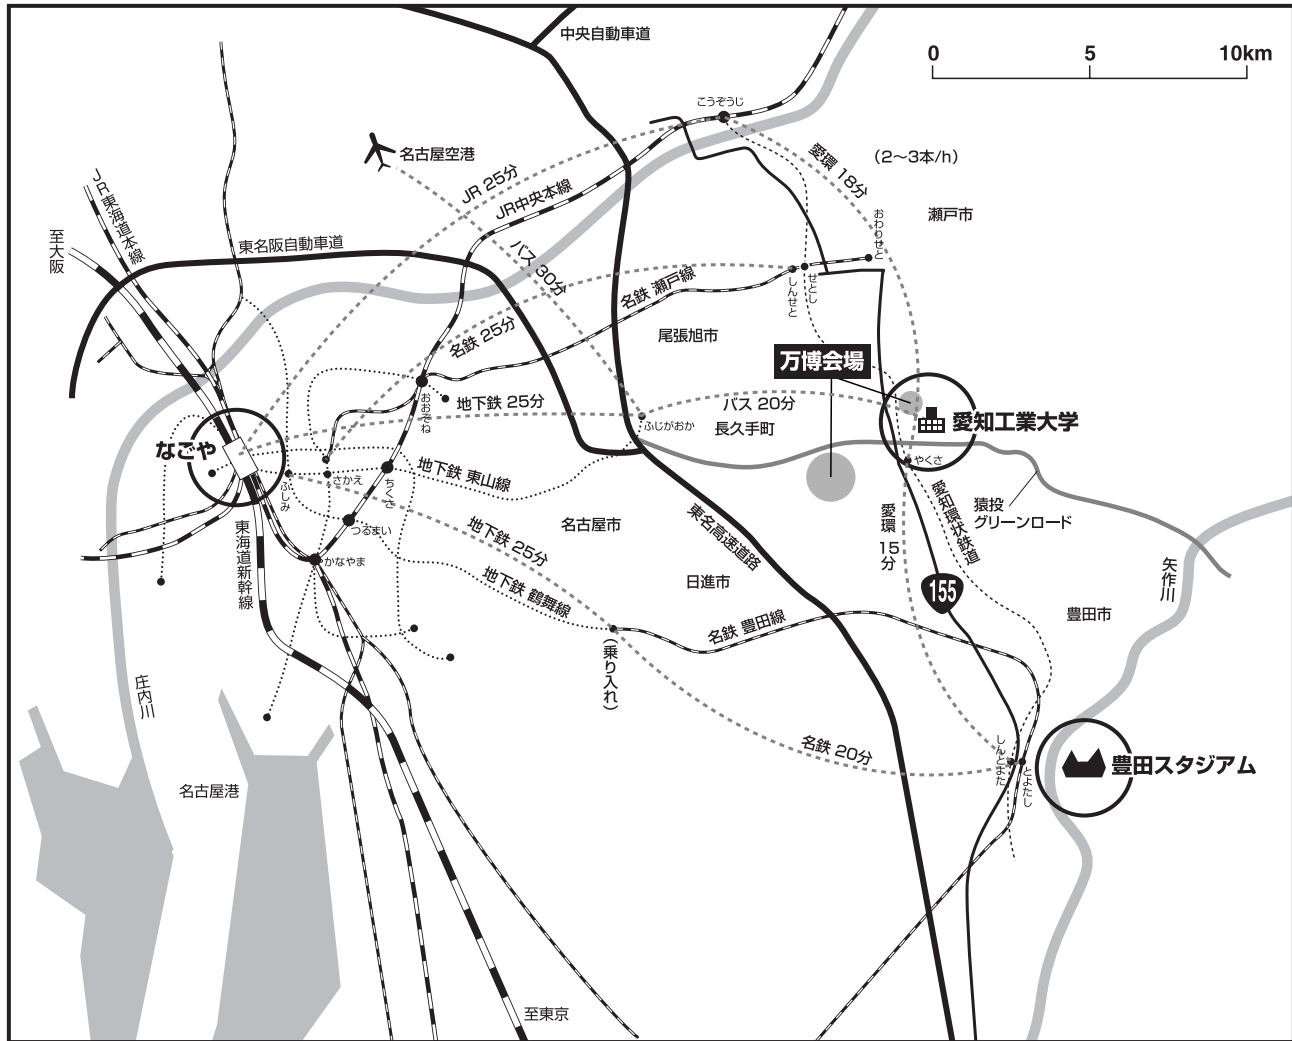 中央自動車道
0 5 10km
こうぞうじ
名古屋空港
愛環 18分
（2〜3本/h）
JR 25分
JR中央本線
JR東海道本線
おわりせと
瀬戸市
至大阪
東名阪自動車道
バス 30分
せとし
しんせと
名鉄 瀬戸線
名鉄 25分
尾張旭市
万博会場
地下鉄 25分
おおぞね
バス 20分
長久手町
ふじがおか
愛知工業大学
なごや
やくさ
ふしみ
さかえ
ちくさ
地下鉄 東山線
愛知環状鉄道
猿投
グリーンロード
愛環 15分
つるまい
名古屋市
地下鉄 25分
東名高速道路
東海道新幹線
かなやま
地下鉄 鶴舞線
日進市
155
矢作川
豊田市
名鉄 豊田線
（乗り入れ）
庄内川
名鉄 20分
しんとよた
とよたし
豊田スタジアム
名古屋港
至東京